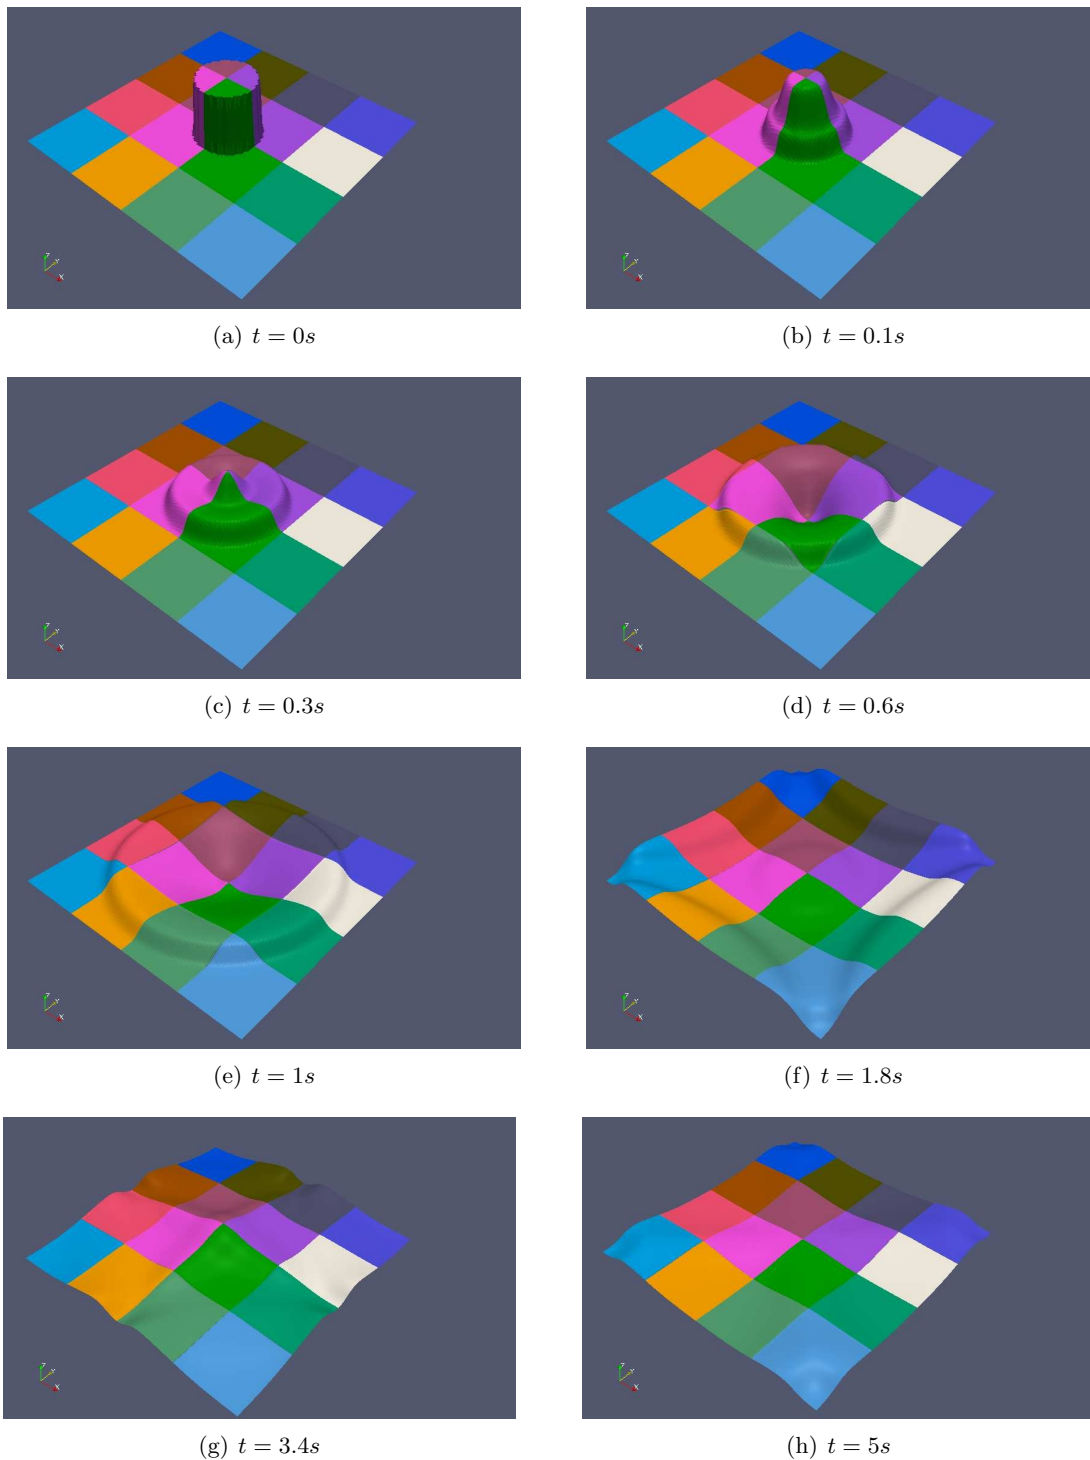 (a) t = 0s
(b) t = 0.1s
(c) t = 0.3s
(d) t = 0.6s
(e) t = 1s
(f) t = 1.8s
(g) t = 3.4s
(h) t = 5s